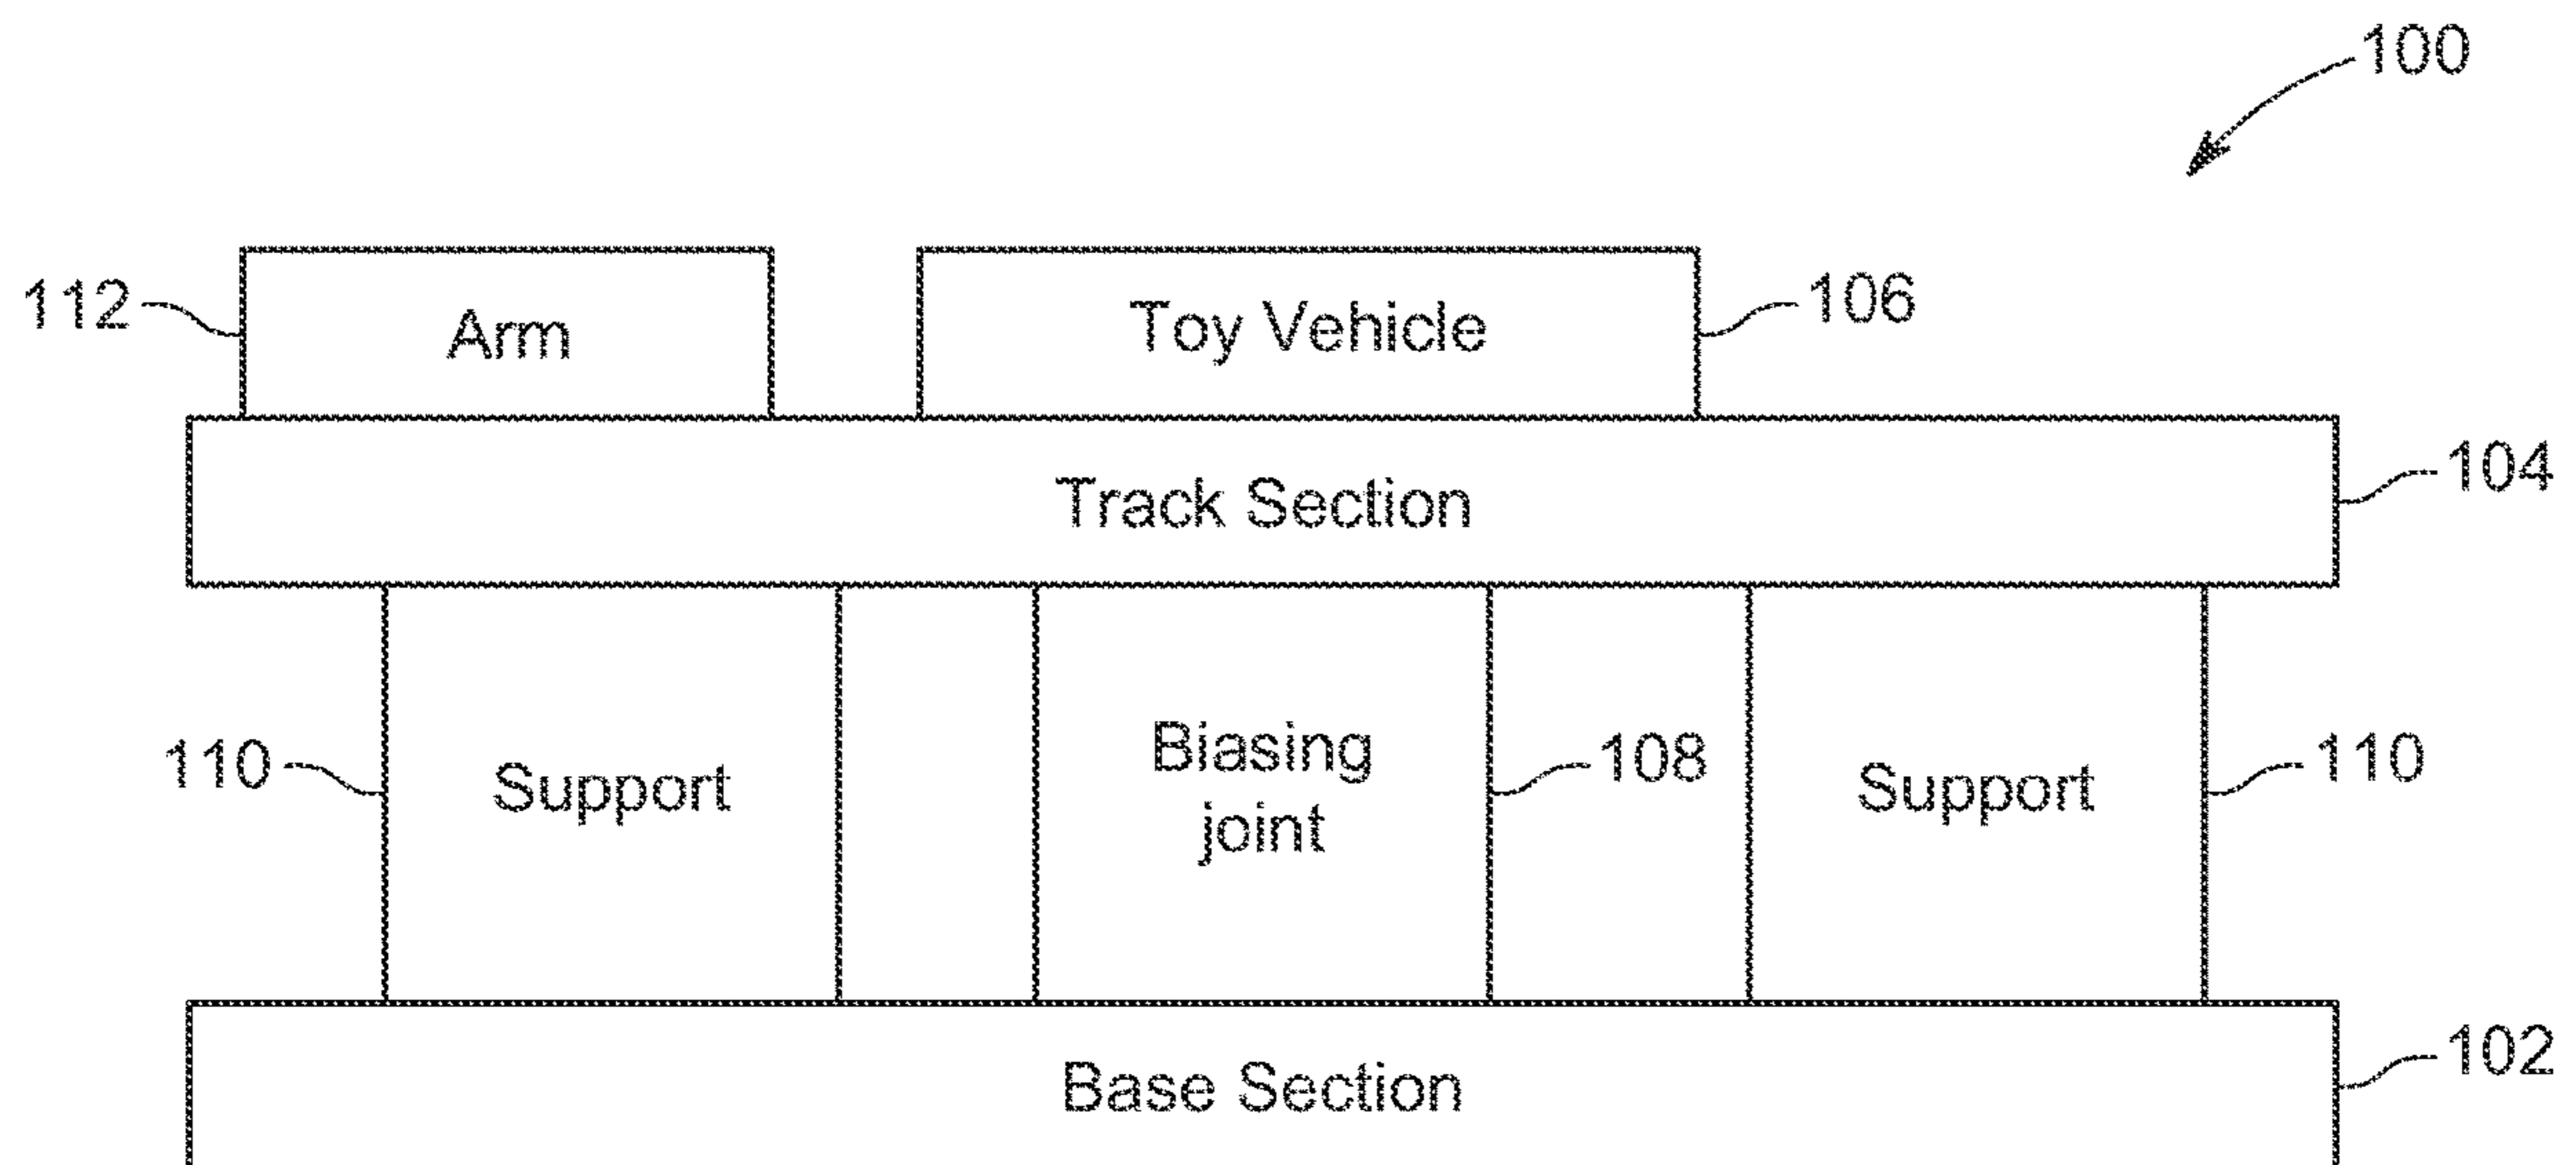 100
112
Arm
Toy Vehicle
106
Track Section
104
110
Support
Biasing
joint
108
Support
110
Base Section
102